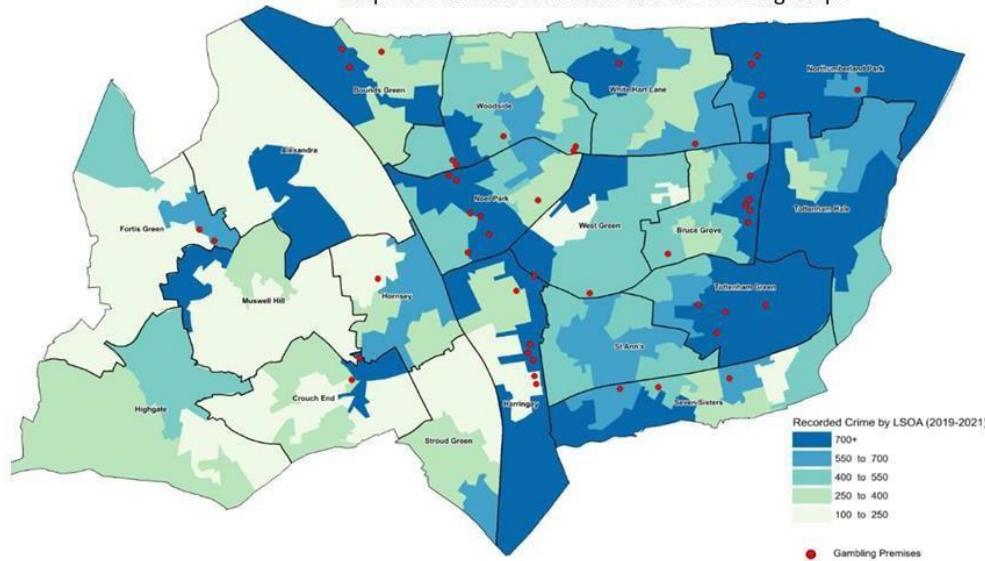 Northumberland Park
Bounds Green
White Hart Lane
Woodside
Alexandra
Noel Park
Tottenham Hale
Fortis Green
West Green
Bruce Grove
Tottenham Green
Muswell Hill
Hornsey
St Ann's
Crouch End
Harringay
Seven Sisters
Highgate
Stroud Green
Recorded Crime by LSOA (2019-2021)
700+
550 to 700
400 to 550
250 to 400
100 to 250
Gambling Premises